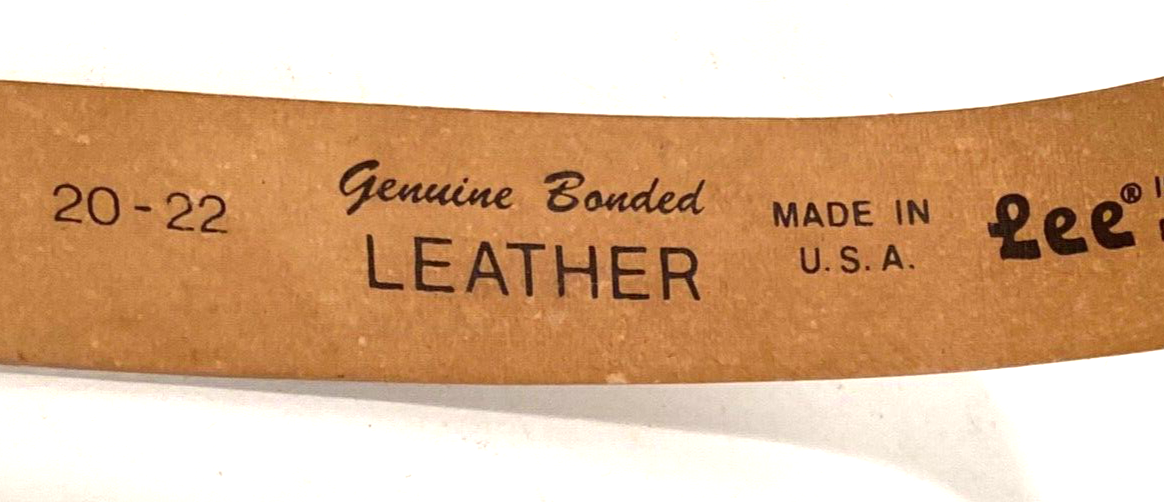 20-22
Genuine Bonded
LEATHER
MADE IN
U.S.A.
Lee®